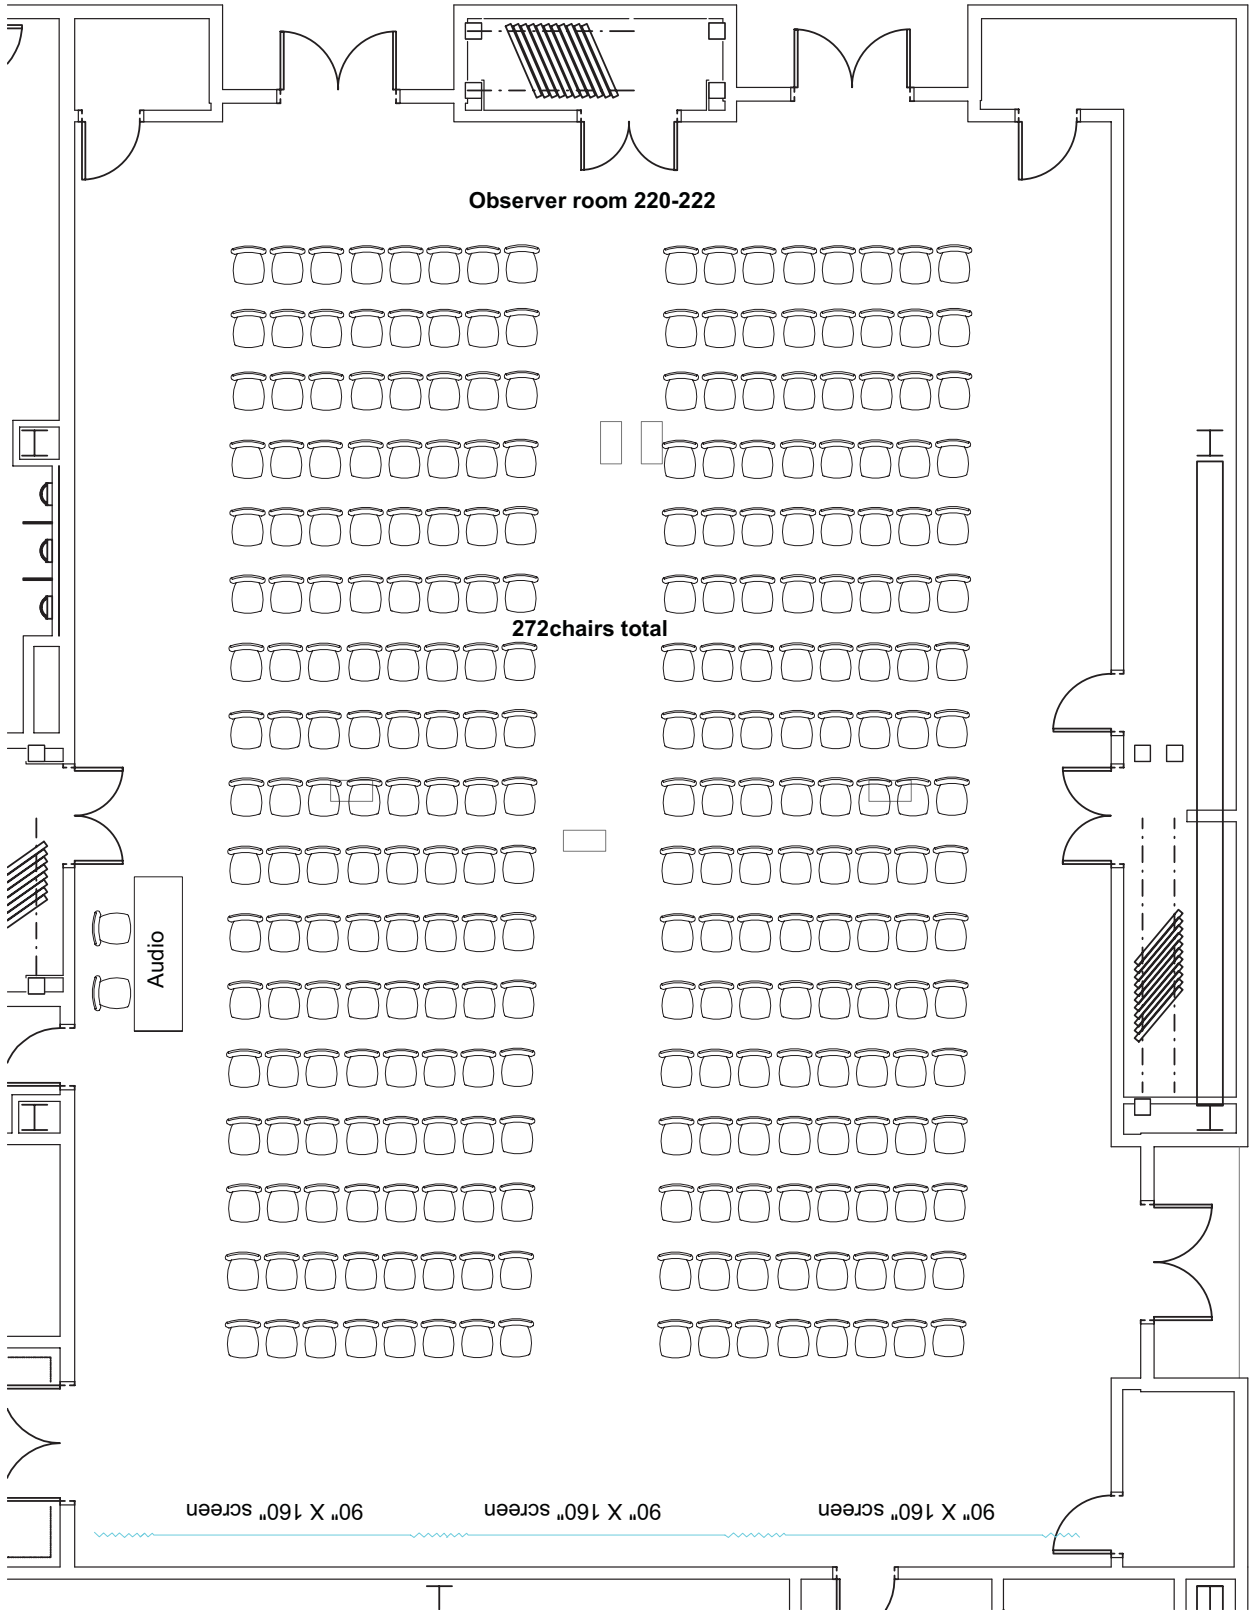 Observer room 220-222
272chairs total
Audio
90" X 160" screen
90" X 160" screen
90" X 160" screen